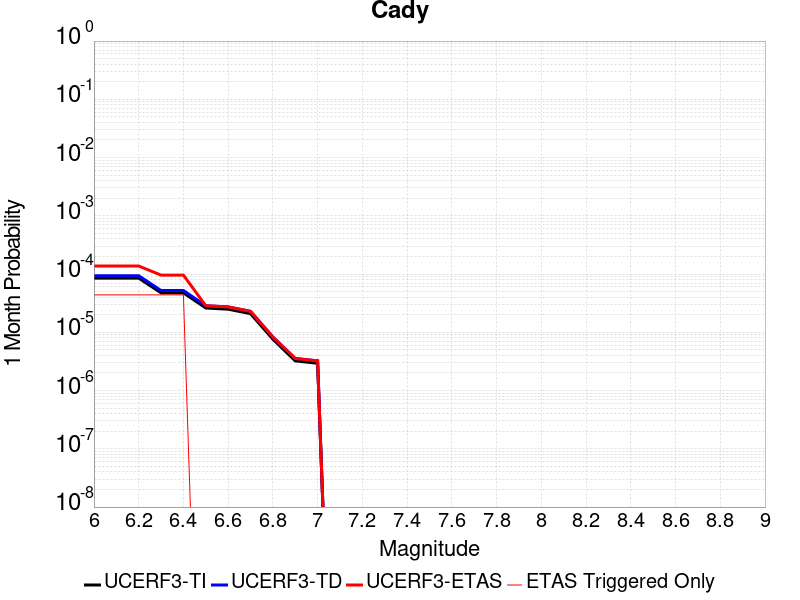 Cady
10 0
10 -1
10 -2
10 -3
10 -4
10 -5
10 -6
10 -7
10 -8
1 Month Probability
6 6.2 6.4 6.6 6.8 7 7.2 7.4 7.6 7.8 8 8.2 8.4 8.6 8.8 9
Magnitude
UCERF3-TI UCERF3-TD UCERF3-ETAS ETAS Triggered Only